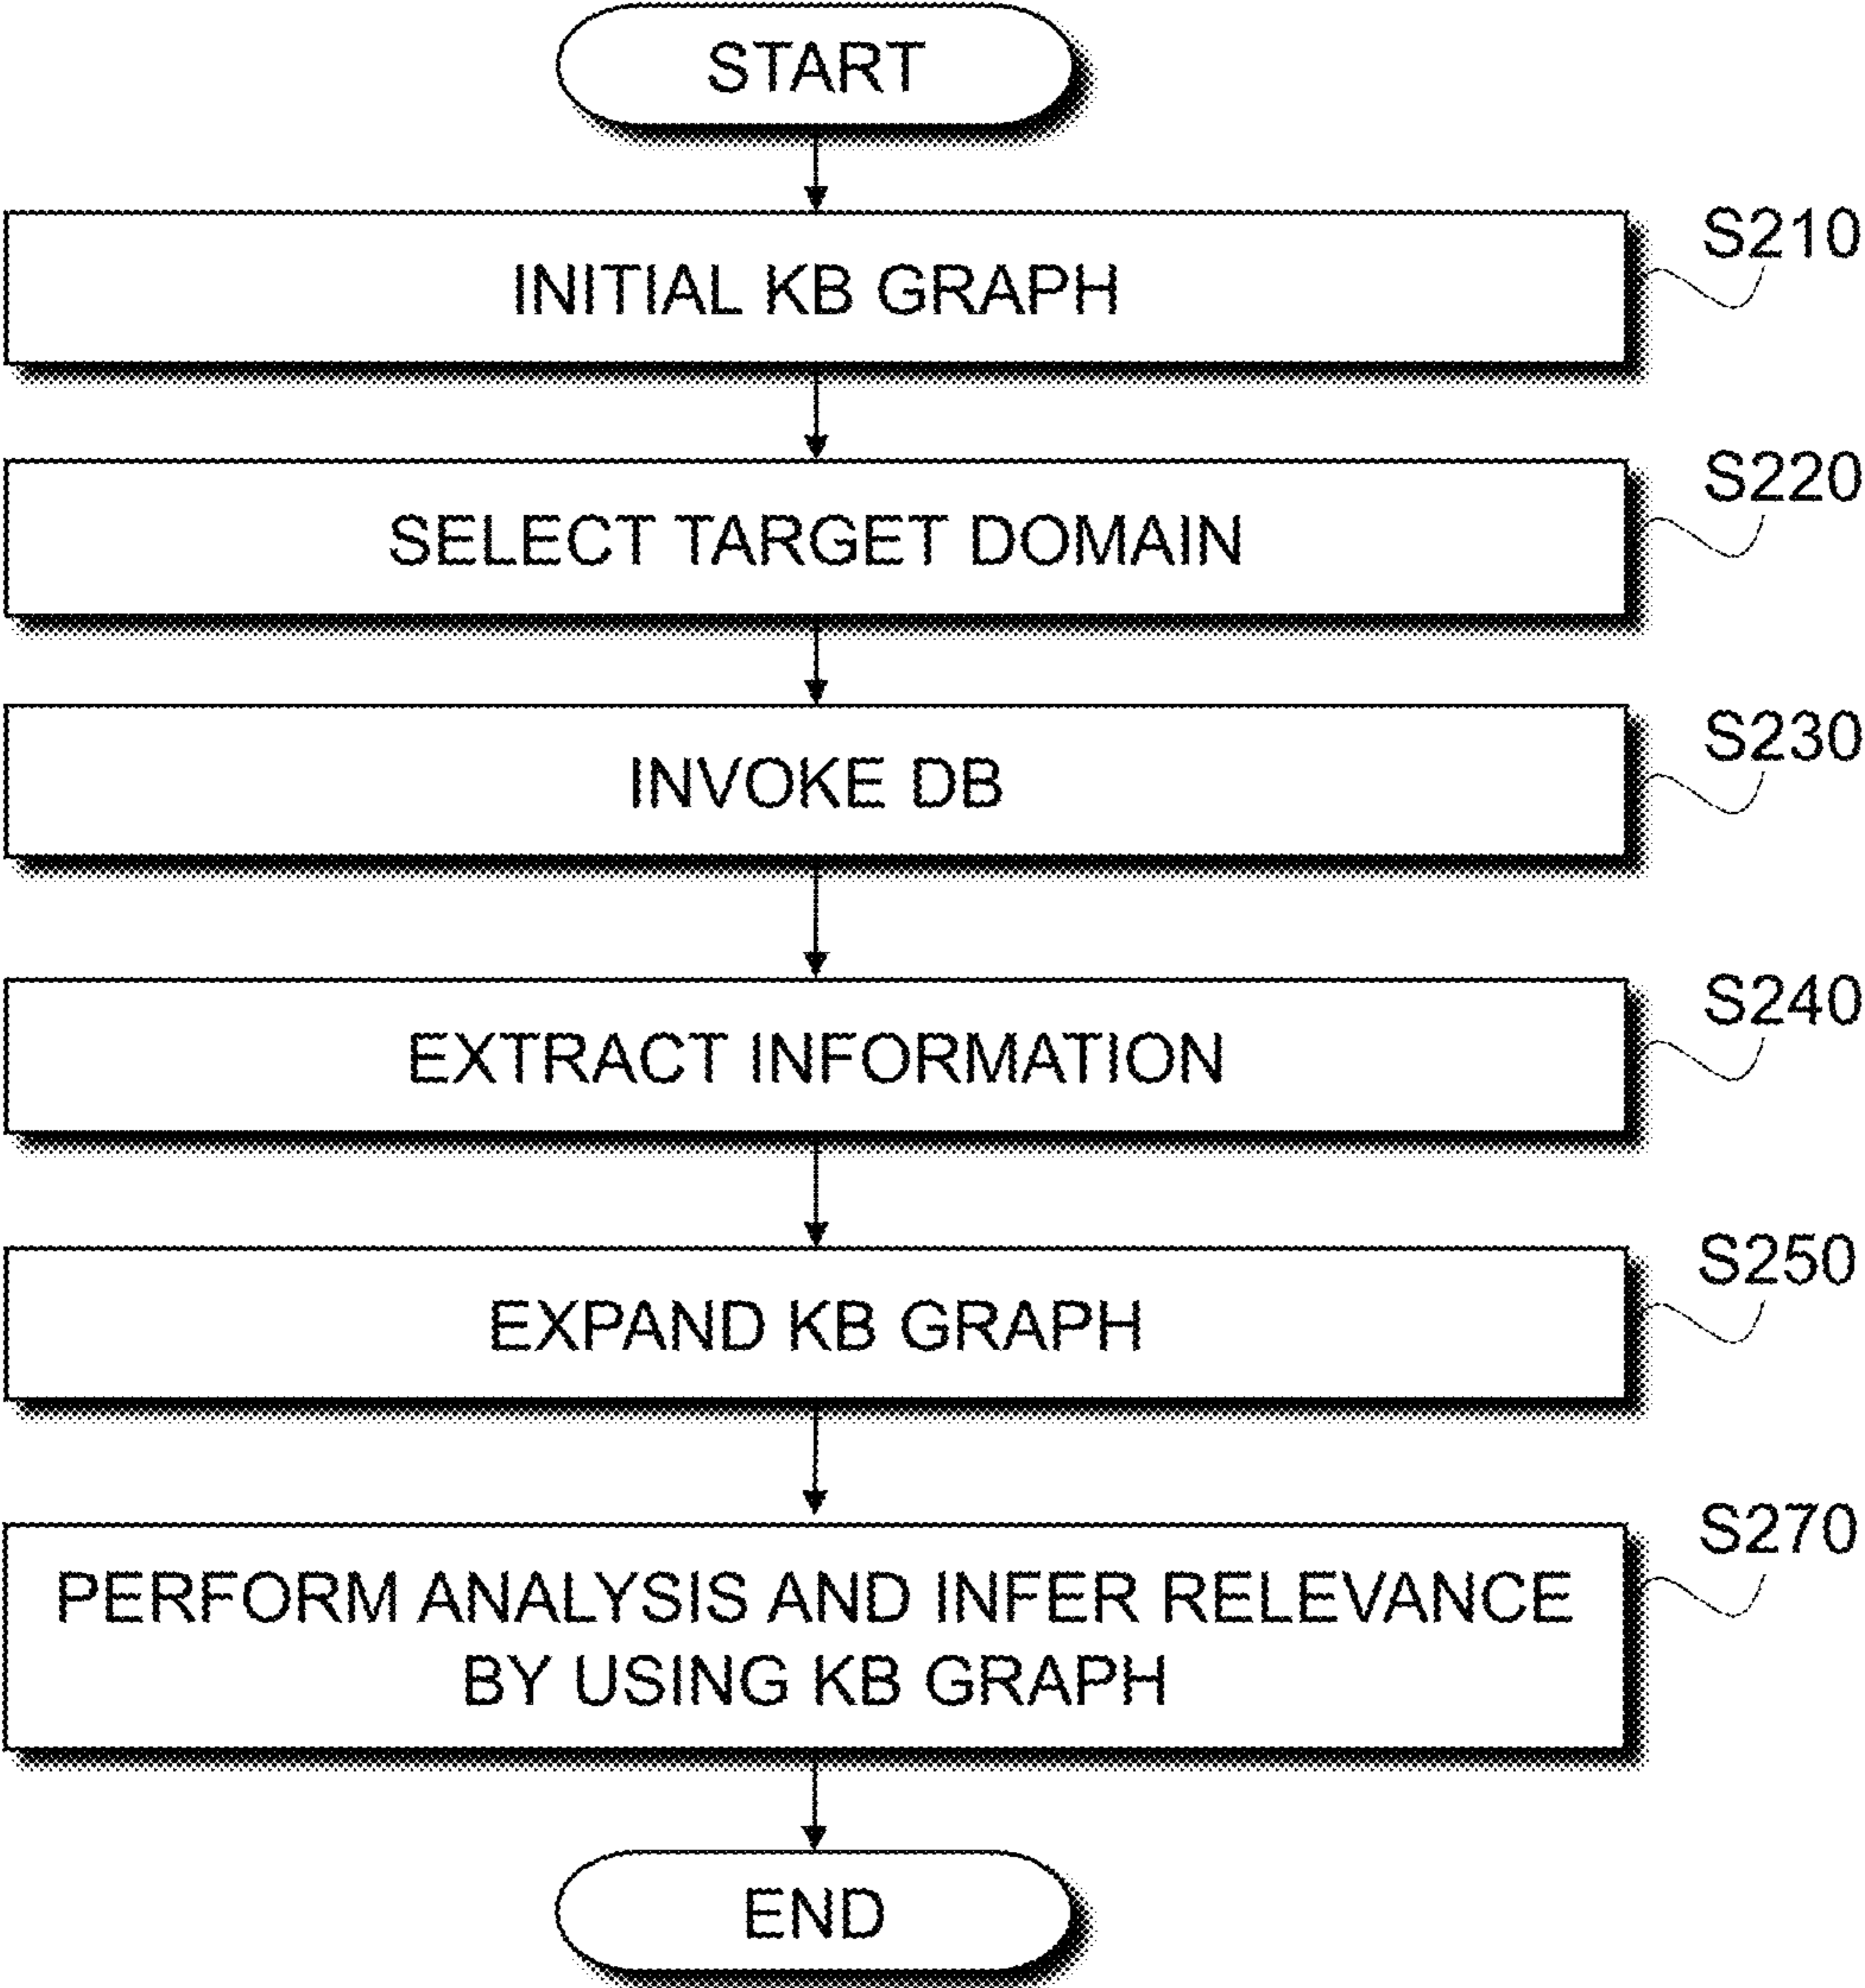 START
INITIAL KB GRAPH
S210
SELECT TARGET DOMAIN
S220
INVOKE DB
S230
EXTRACT INFORMATION
S240
EXPAND KB GRAPH
S250
PERFORM ANALYSIS AND INFER RELEVANCE
BY USING KB GRAPH
S270
END